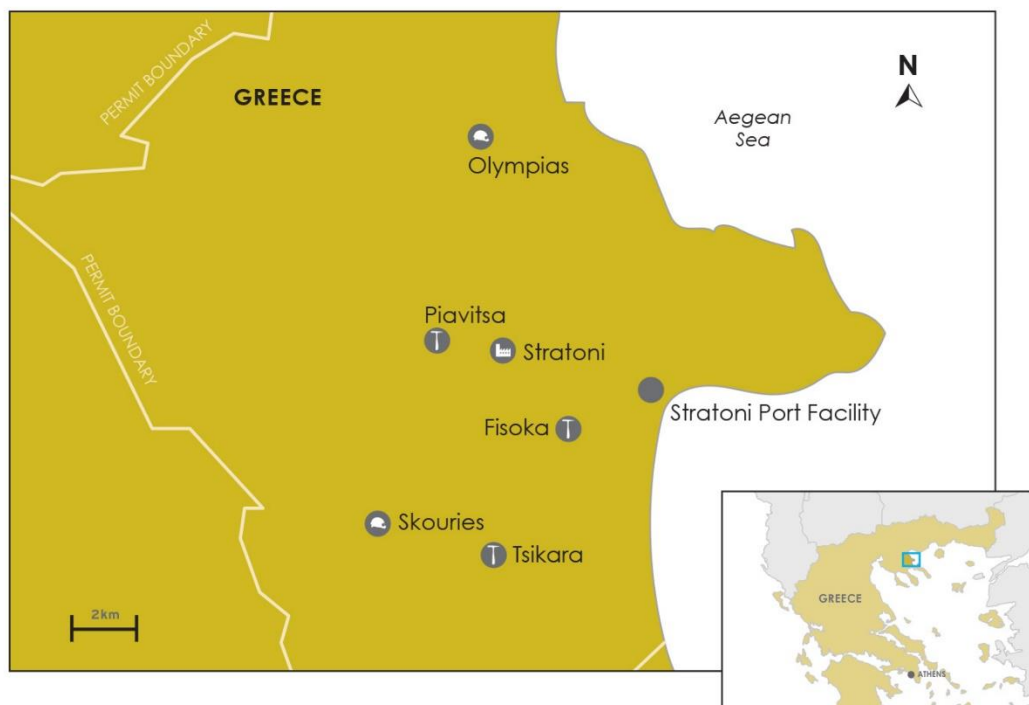 PERMIT BOUNDARY
GREECE
N
Aegean
Sea
Olympias
PERMIT BOUNDARY
Piavitsa
Stratoni
Stratoni Port Facility
Fisoka
Skouries
Tsikara
2km
GREECE
ATHENS